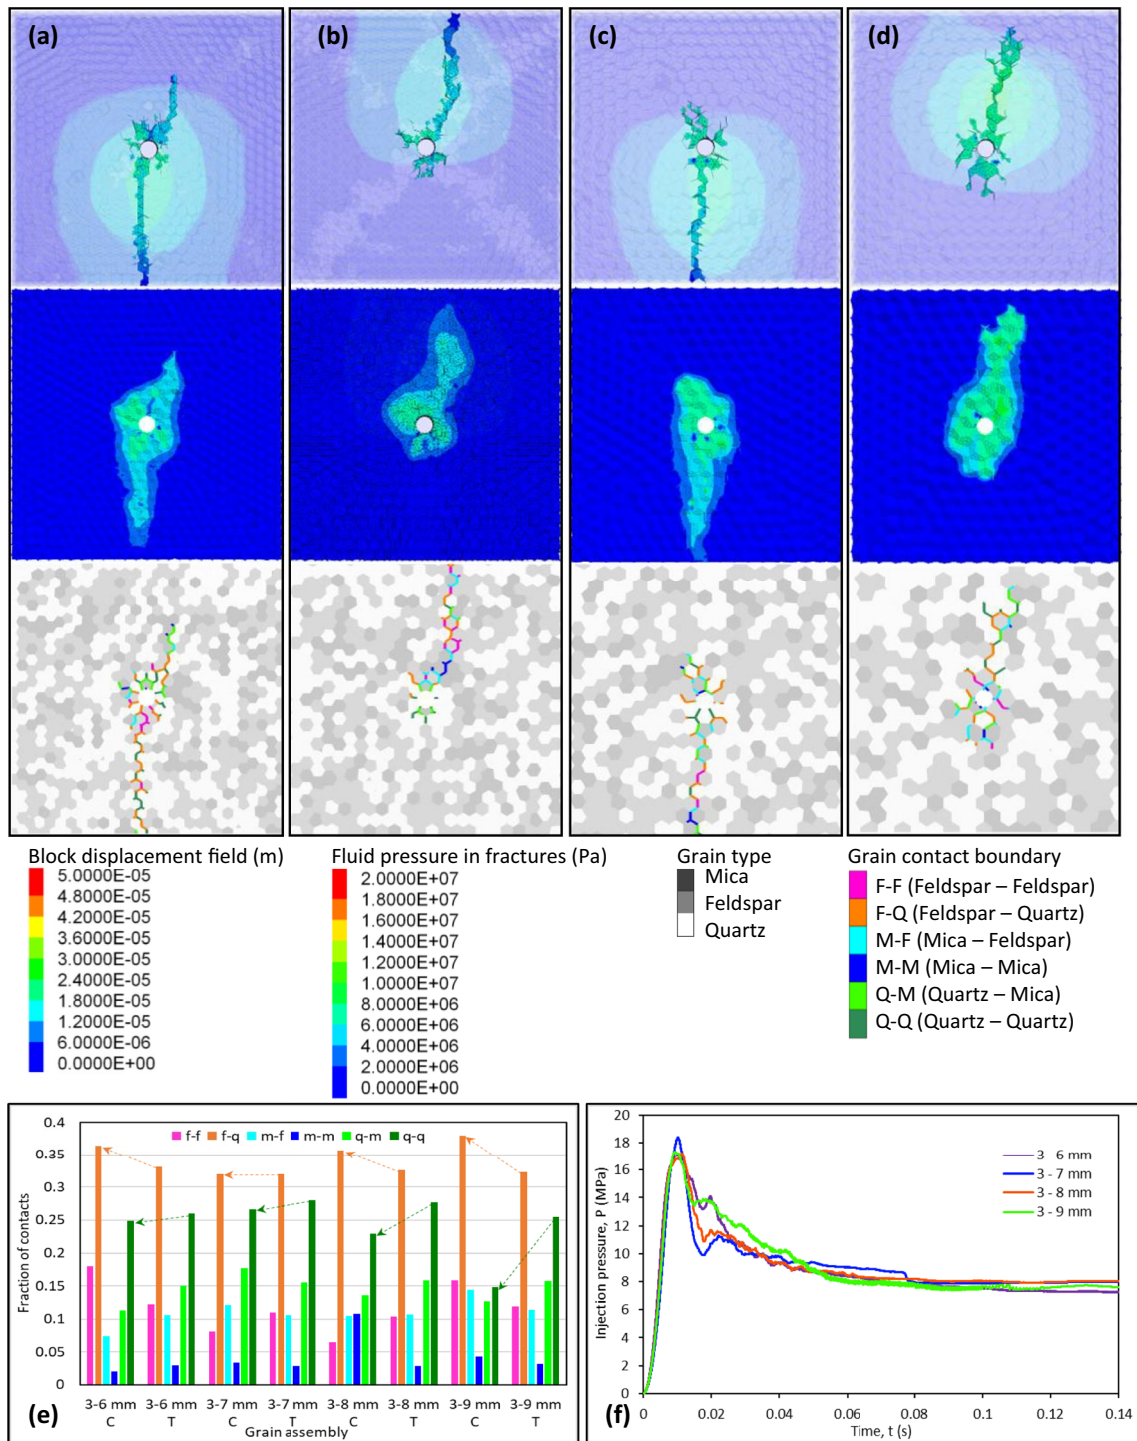 (a)
(b)
(c)
(d)
Block displacement field (m)
5.0000E-05
4.8000E-05
4.2000E-05
3.6000E-05
2.4000E-05
1.8000E-05
1.2000E-05
6.0000E-06
0.0000E+00
Fluid pressure in fractures (Pa)
2.0000E+07
1.8000E+07
1.6000E+07
1.4000E+07
1.2000E+07
1.0000E+07
8.0000E+06
6.0000E+06
4.0000E+06
2.0000E+06
0.0000E+00
Grain type
Mica
Feldspar
Quartz
Grain contact boundary
F-F (Feldspar – Feldspar)
F-Q (Feldspar – Quartz)
M-F (Mica – Feldspar)
M-M (Mica – Mica)
Q-M (Quartz – Mica)
Q-Q (Quartz – Quartz)
0.4
0.35
0.3
0.25
0.2
0.15
0.1
0.05
0
Fraction of contacts
f-f f-q m-f m-m q-m q-q
3-6 mm 3-6 mm 3-7 mm 3-7 mm 3-8 mm 3-8 mm 3-9 mm 3-9 mm
C T C T C T C T
Grain assembly
(e)
20
18
16
14
12
10
8
6
4
2
0
Injection pressure, P (MPa)
3 - 6 mm
3 - 7 mm
3 - 8 mm
3 - 9 mm
0 0.02 0.04 0.06 0.08 0.1 0.12 0.14
Time, t (s)
(f)